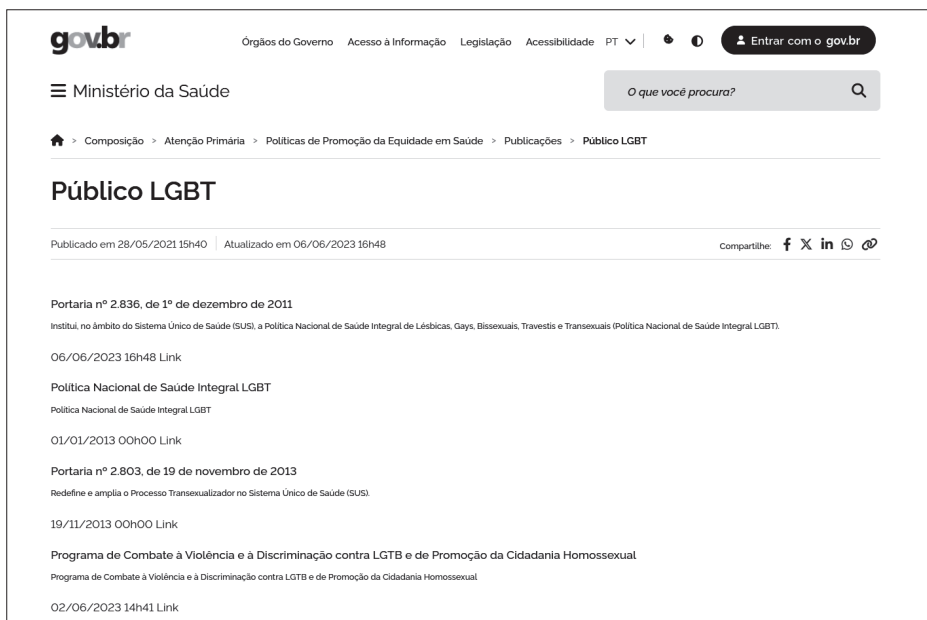 gov.br
Órgãos do Governo Acesso à Informação Legislação Acessibilidade PT Entrar com o gov.br
Ministério da Saúde
O que você procura?
> Composição > Atenção Primária > Políticas de Promoção da Equidade em Saúde > Publicações > Público LGBT
Público LGBT
Publicado em 28/05/2021 15h40 Atualizado em 06/06/2023 16h48 Compartilhe:
Portaria nº 2.836, de 1º de dezembro de 2011
Institui, no âmbito do Sistema Único de Saúde (SUS), a Política Nacional de Saúde Integral de Lésbicas, Gays, Bissexuais, Travestis e Transexuais (Política Nacional de Saúde Integral LGBT).
06/06/2023 16h48 Link
Política Nacional de Saúde Integral LGBT
Política Nacional de Saúde Integral LGBT
01/01/2013 00h00 Link
Portaria nº 2.803, de 19 de novembro de 2013
Redefine e amplia o Processo Transexualizador no Sistema Único de Saúde (SUS).
19/11/2013 00h00 Link
Programa de Combate à Violência e à Discriminação contra LGTB e de Promoção da Cidadania Homossexual
Programa de Combate à Violência e à Discriminação contra LGTB e de Promoção da Cidadania Homossexual
02/06/2023 14h41 Link